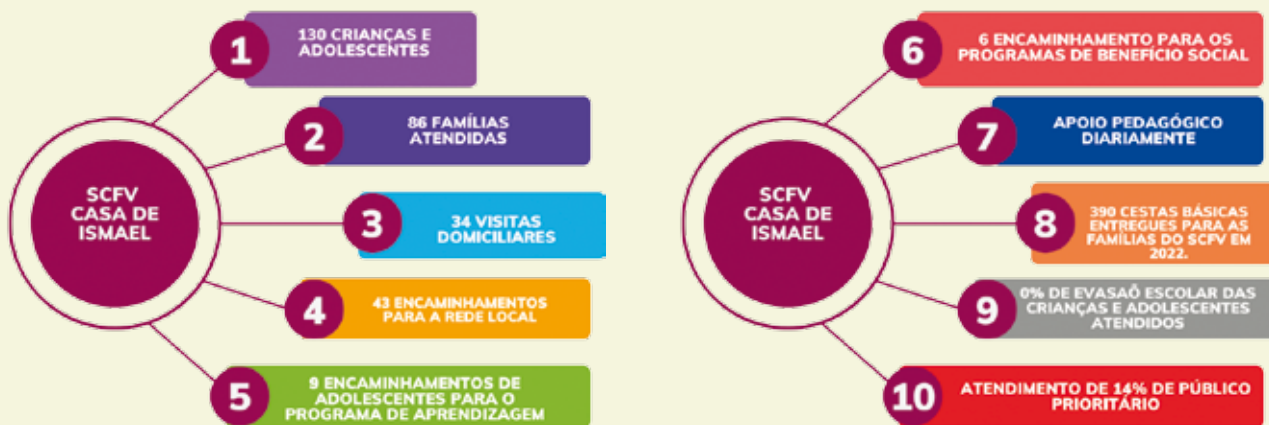 SCFV
CASA DE
ISMAEL
1
130 CRIANÇAS E
ADOLESCENTES
2
86 FAMÍLIAS
ATENDIDAS
3
34 VISITAS
DOMICILIARES
4
43 ENCAMINHAMENTOS
PARA A REDE LOCAL
5
9 ENCAMINHAMENTOS DE
ADOLESCENTES PARA O
PROGRAMA DE APRENDIZAGEM
SCFV
CASA DE
ISMAEL
6
6 ENCAMINHAMENTO PARA OS
PROGRAMAS DE BENEFÍCIO SOCIAL
7
APOIO PEDAGÓGICO
DIARIAMENTE
8
390 CESTAS BÁSICAS
ENTREGUES PARA AS
FAMÍLIAS DO SCFV EM
2022.
9
0% DE EVASAÕ ESCOLAR DAS
CRIANÇAS E ADOLESCENTES
ATENDIDOS
10
ATENDIMENTO DE 14% DE PÚBLICO
PRIORITÁRIO